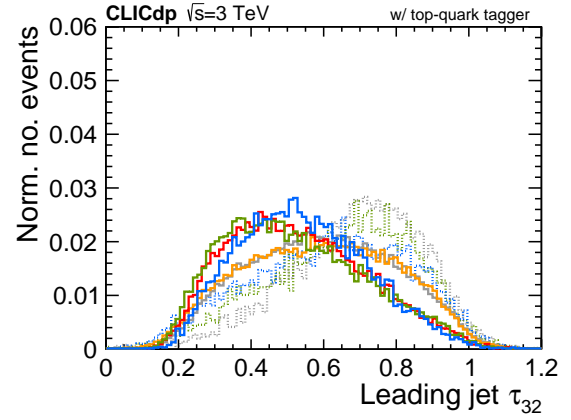 CLICdp √s=3 TeV w/ top-quark tagger
Norm. no. events
0.06
0.05
0.04
0.03
0.02
0.01
0
0 0.2 0.4 0.6 0.8 1 1.2
Leading jet τ32